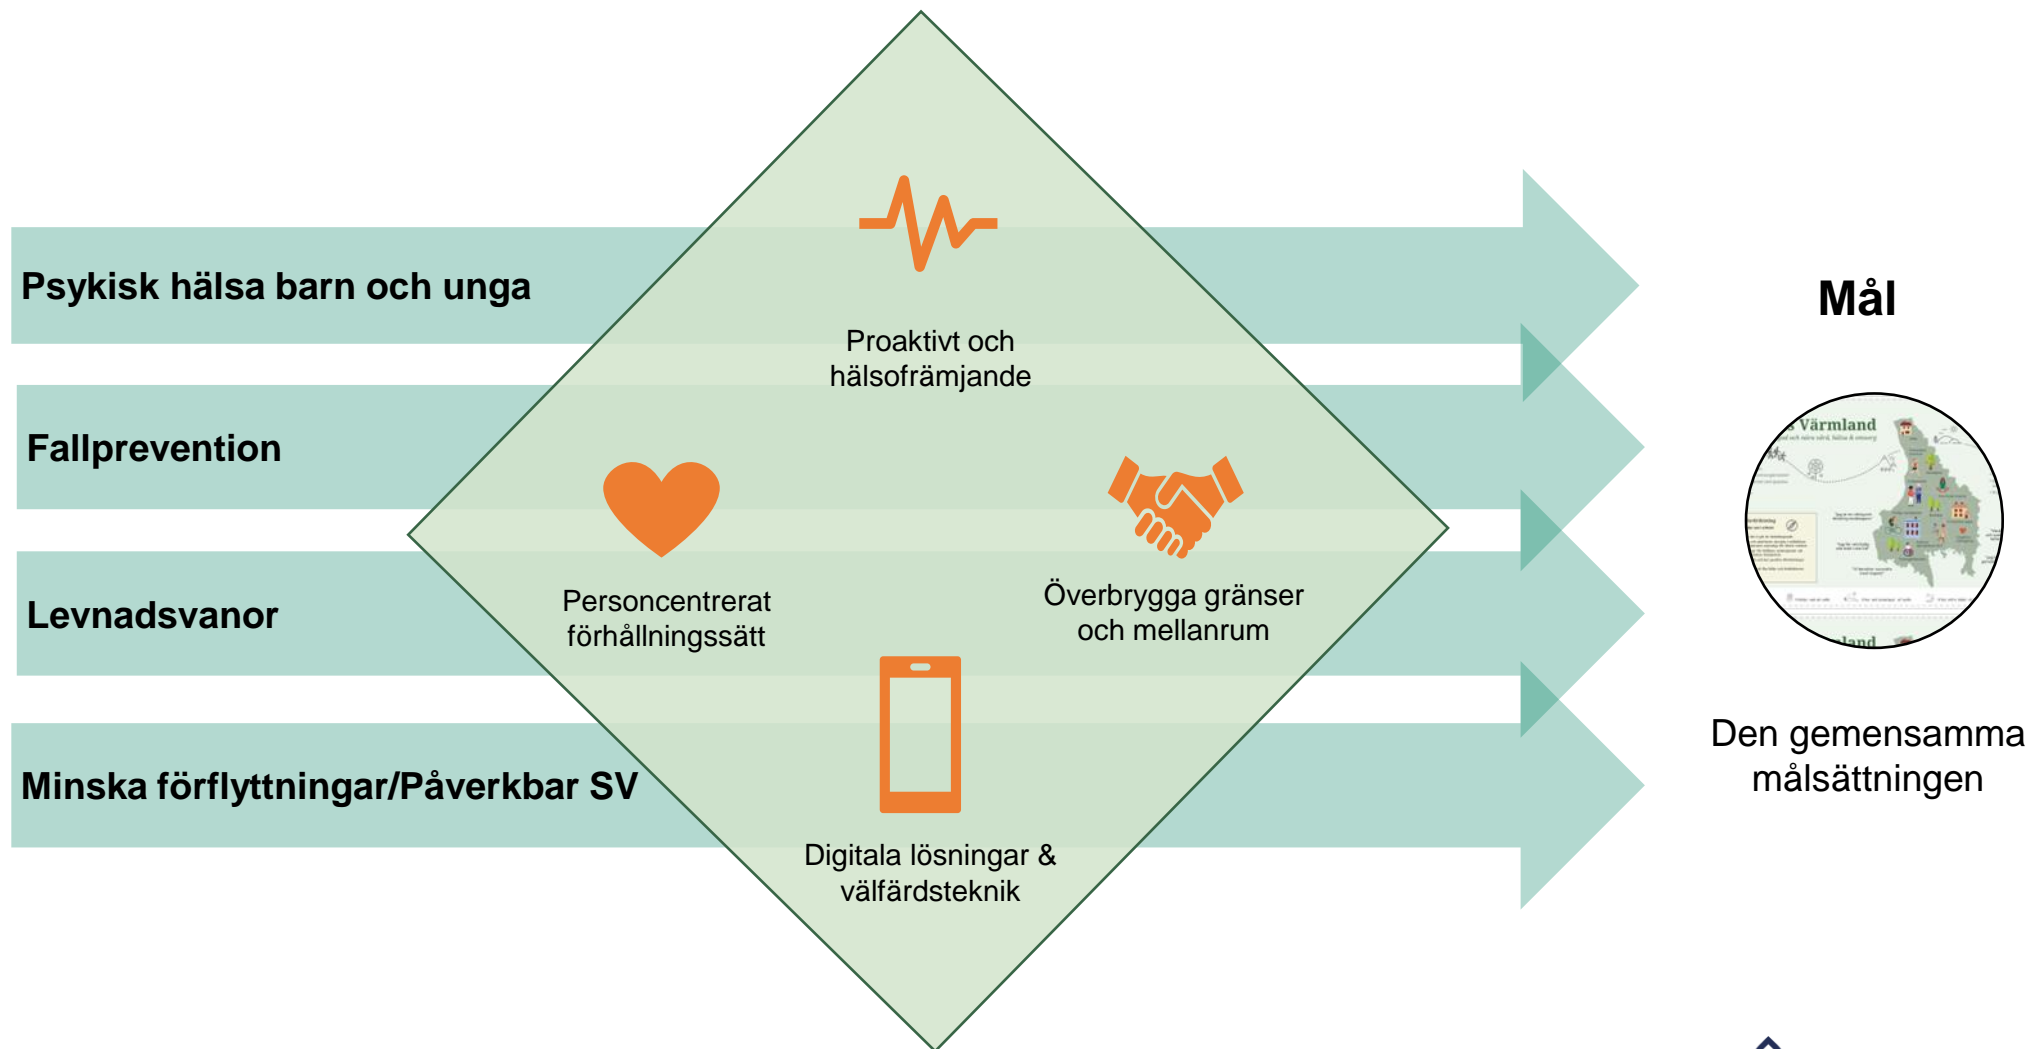 Psykisk hälsa barn och unga
Fallprevention
Levnadsvanor
Minska förflyttningar/Påverkbar SV
Proaktivt och
hälsofrämjande
Personcentrerat
förhållningssätt
Överbrygga gränser
och mellanrum
Digitala lösningar &
välfärdsteknik
Mål
Värmland
Den gemensamma
målsättningen